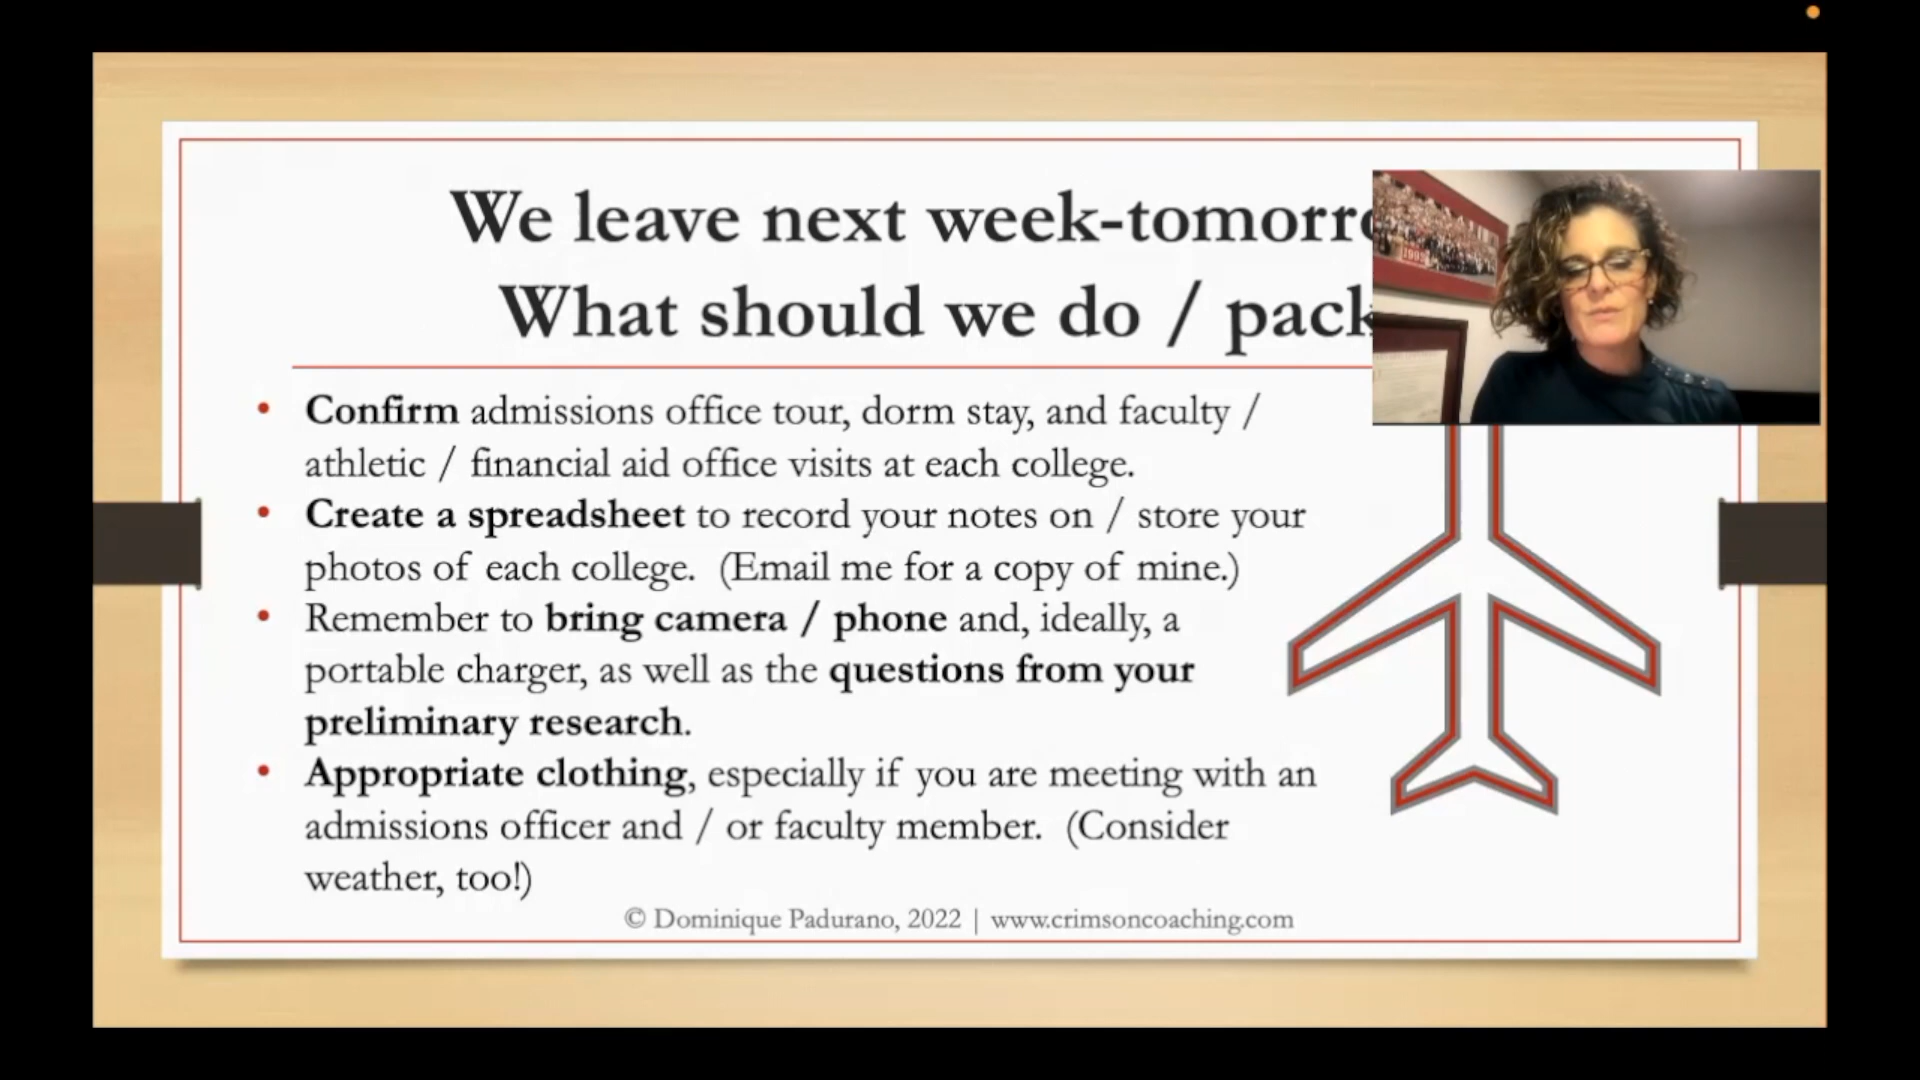 We leave next week-tomorro
What should we do / pack
• Confirm admissions office tour, dorm stay, and faculty /
athletic / financial aid office visits at each college.
• Create a spreadsheet to record your notes on / store your
photos of each college. (Email me for a copy of mine.)
• Remember to bring camera / phone and, ideally, a
portable charger, as well as the questions from your
preliminary research.
• Appropriate clothing, especially if you are meeting with an
admissions officer and / or faculty member. (Consider
weather, too!)
© Dominique Padurano, 2022 | www.crimsoncoaching.com